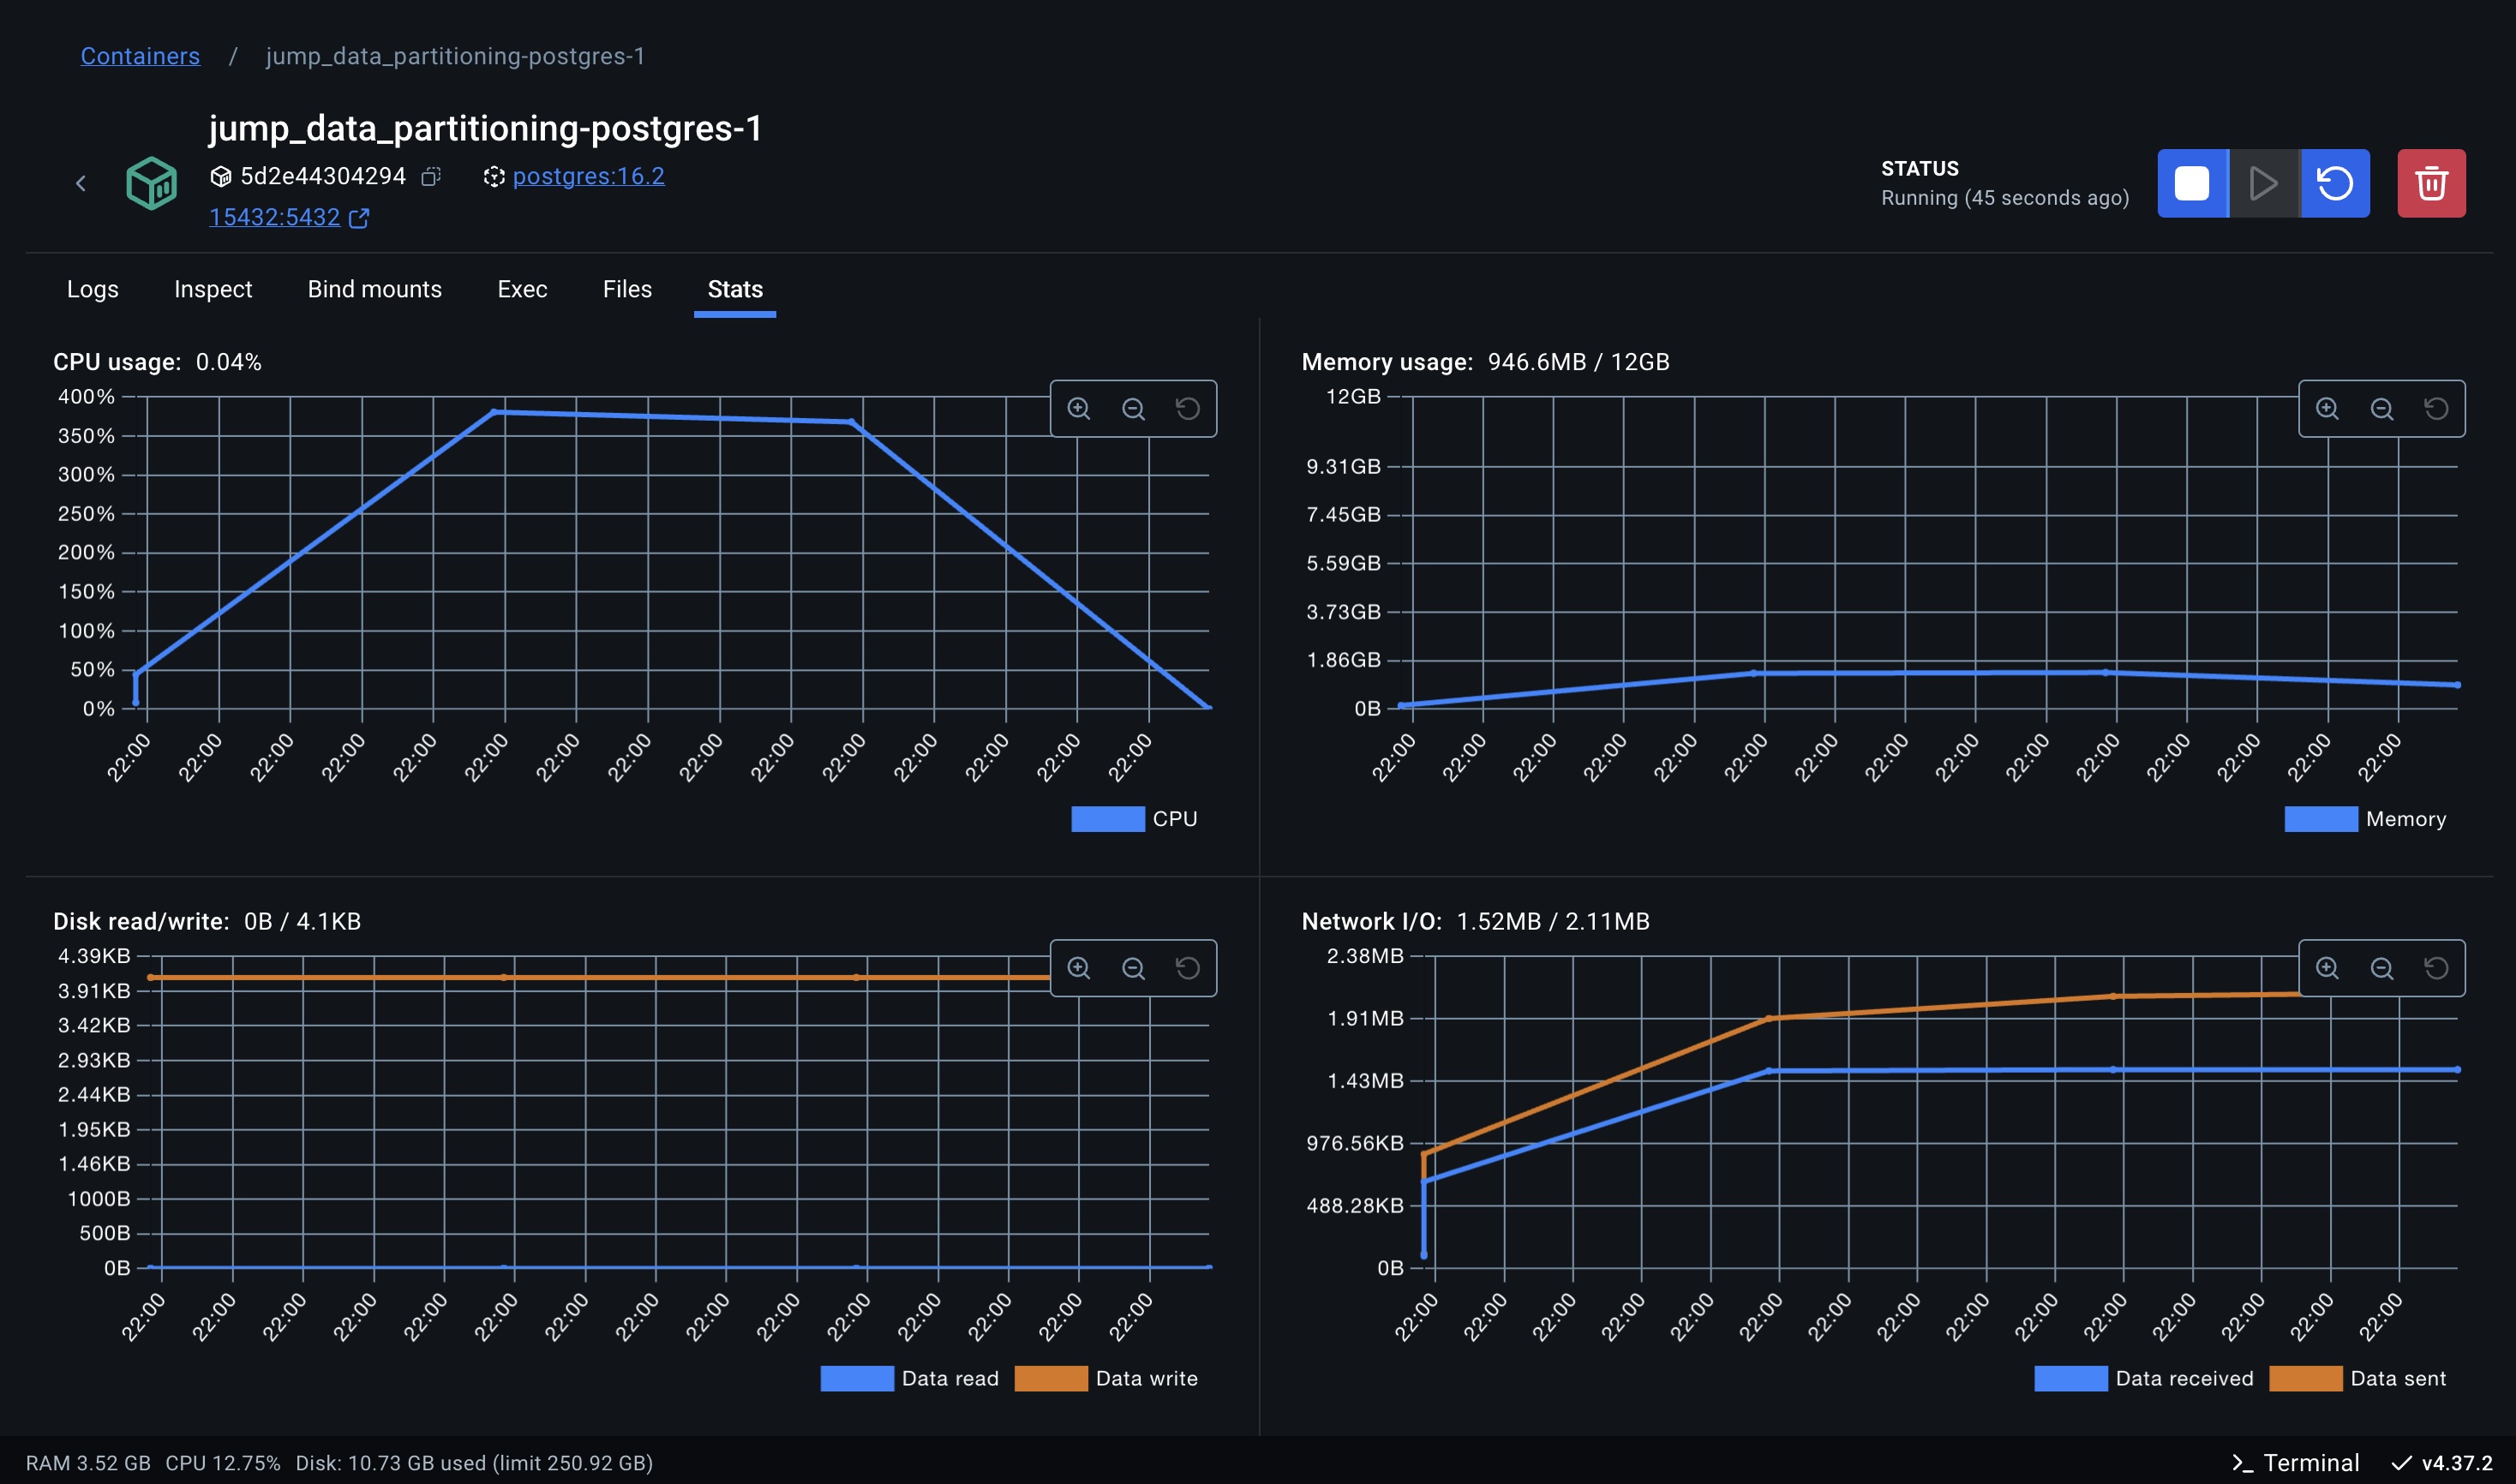 Containers / jump_data_partitioning-postgres-1
jump_data_partitioning-postgres-1
5d2e44304294 postgres:16.2
15432:5432
STATUS
Running (45 seconds ago)
Logs Inspect Bind mounts Exec Files Stats
CPU usage: 0.04%
400%
350%
300%
250%
200%
150%
100%
50%
0%
22:00 22:00 22:00 22:00 22:00 22:00 22:00 22:00 22:00 22:00 22:00 22:00 22:00 22:00 22:00
CPU
Memory usage: 946.6MB / 12GB
12GB
9.31GB
7.45GB
5.59GB
3.73GB
1.86GB
0B
22:00 22:00 22:00 22:00 22:00 22:00 22:00 22:00 22:00 22:00 22:00 22:00 22:00 22:00 22:00
Memory
Disk read/write: 0B / 4.1KB
4.39KB
3.91KB
3.42KB
2.93KB
2.44KB
1.95KB
1.46KB
1000B
500B
0B
22:00 22:00 22:00 22:00 22:00 22:00 22:00 22:00 22:00 22:00 22:00 22:00 22:00 22:00 22:00
Data read Data write
Network I/O: 1.52MB / 2.11MB
2.38MB
1.91MB
1.43MB
976.56KB
488.28KB
0B
22:00 22:00 22:00 22:00 22:00 22:00 22:00 22:00 22:00 22:00 22:00 22:00 22:00 22:00 22:00
Data received Data sent
RAM 3.52 GB CPU 12.75% Disk: 10.73 GB used (limit 250.92 GB)
Terminal v4.37.2